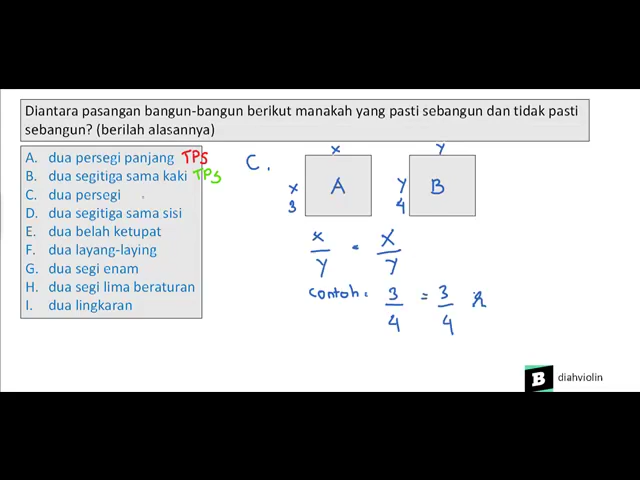 Diantara pasangan bangun-bangun berikut manakah yang pasti sebangun dan tidak pasti
sebangun? (berilah alasannya)
A. dua persegi panjang TPS
B. dua segitiga sama kaki TPS
C. dua persegi
D. dua segitiga sama sisi
E. dua belah ketupat
F. dua layang-laying
G. dua segi enam
H. dua segi lima beraturan
I. dua lingkaran
C.
x
y
x
A
y
B
3
4
x/y = x/y
contoh: 3/4 = 3/4
B
diahviolin